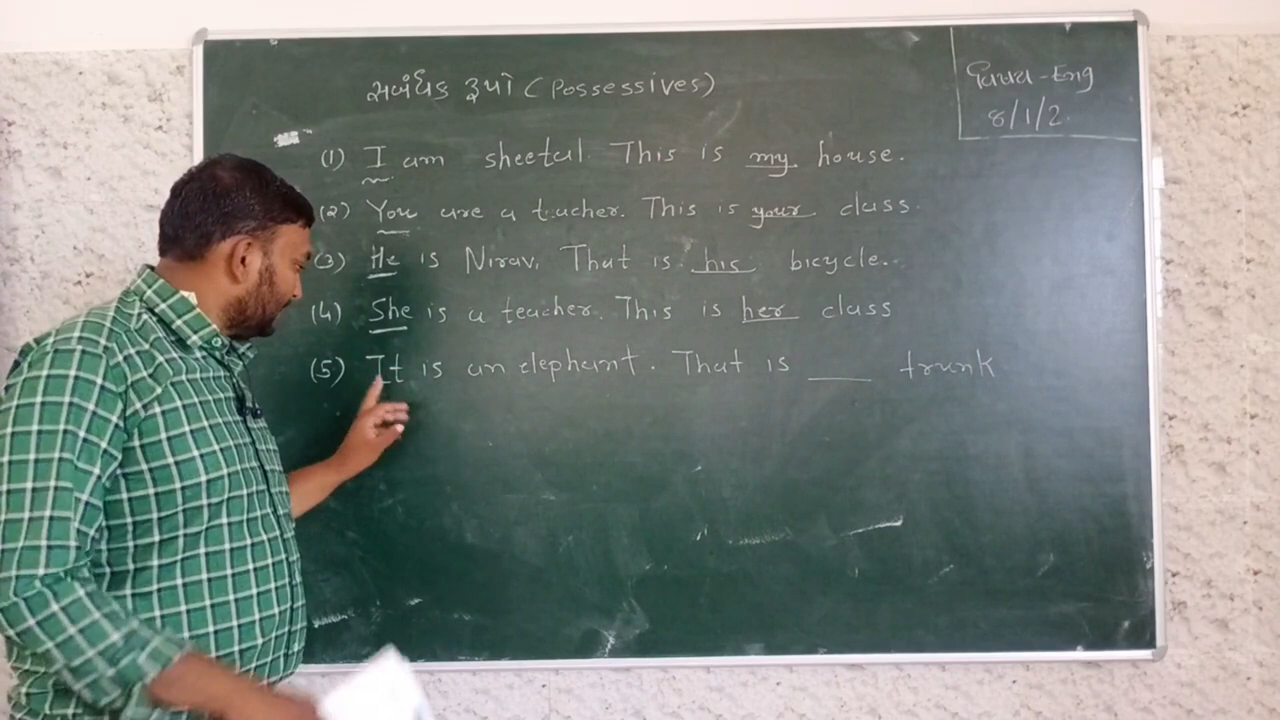 સબંધક રૂપો (Possessives)
વિષય - Eng
8/1/2.
(1) I am sheetal. This is my house.
(2) You are a teacher. This is your class.
(3) He is Nirav. That is his bicycle.
(4) She is a teacher. This is her class
(5) It is an elephant. That is ___ trunk